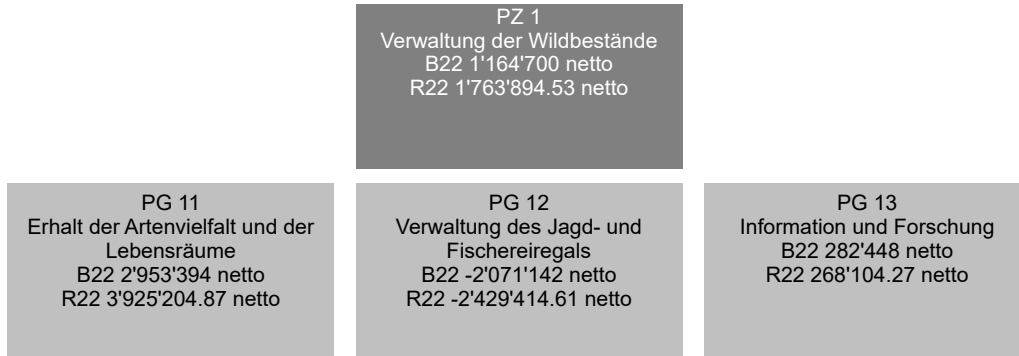 PZ 1
Verwaltung der Wildbestände
B22 1'164'700 netto
R22 1'763'894.53 netto
PG 11
Erhalt der Artenvielfalt und der
Lebensräume
B22 2'953'394 netto
R22 3'925'204.87 netto
PG 12
Verwaltung des Jagd- und
Fischereiregals
B22 -2'071'142 netto
R22 -2'429'414.61 netto
PG 13
Information und Forschung
B22 282'448 netto
R22 268'104.27 netto